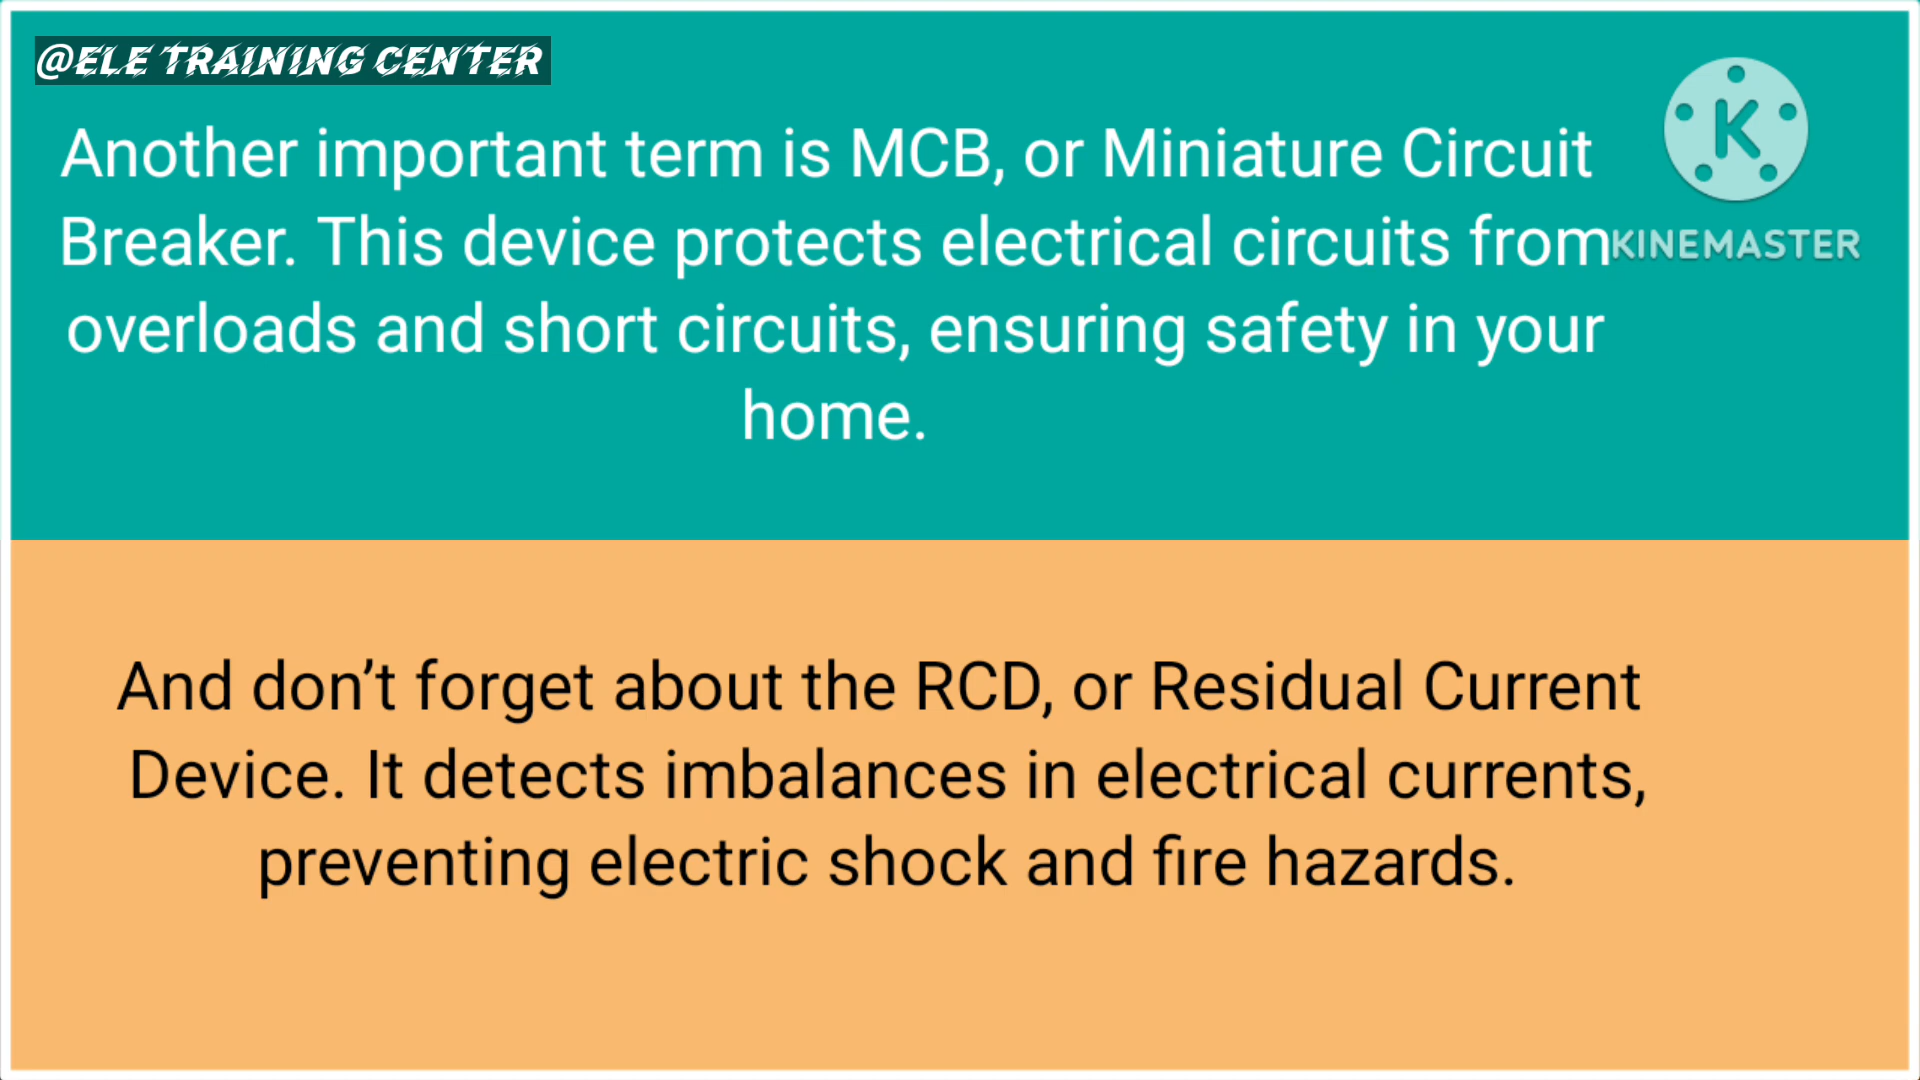 @ELE TRAINING CENTER
Another important term is MCB, or Miniature Circuit
Breaker. This device protects electrical circuits from
KINEMASTER
overloads and short circuits, ensuring safety in your
home.
And don’t forget about the RCD, or Residual Current
Device. It detects imbalances in electrical currents,
preventing electric shock and fire hazards.